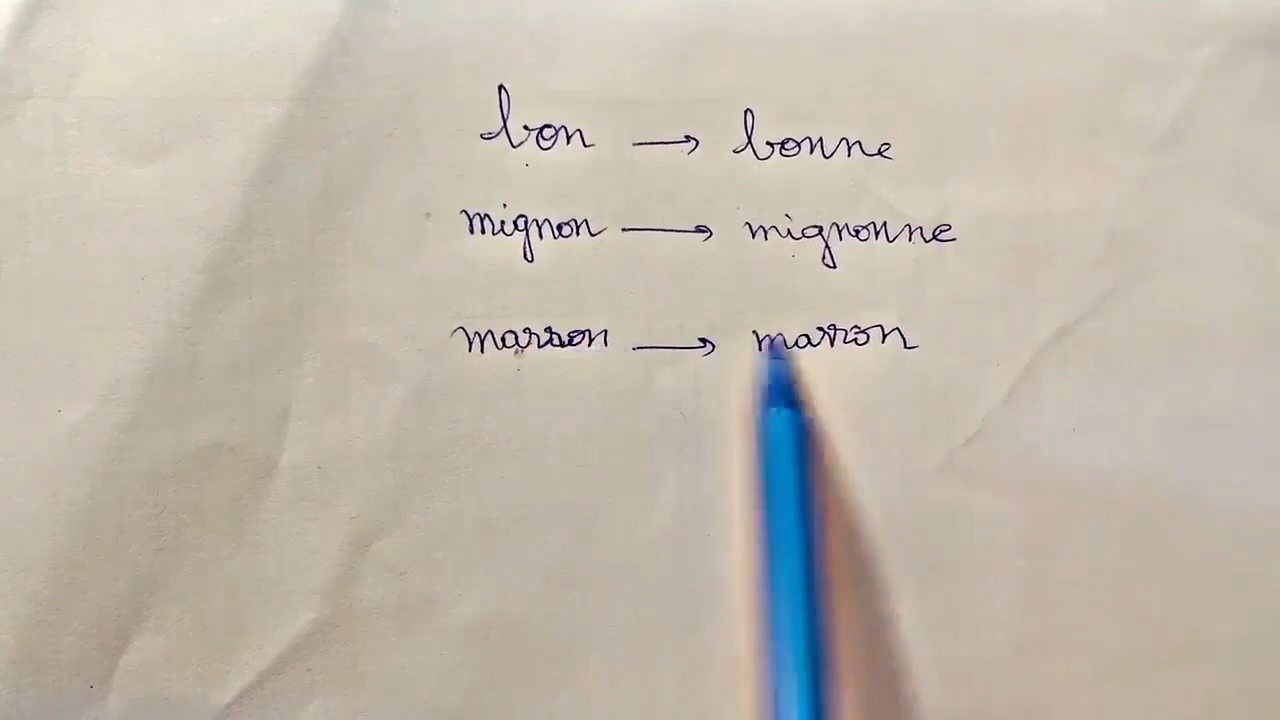 bon → bonne
mignon → mignonne
marron → marron